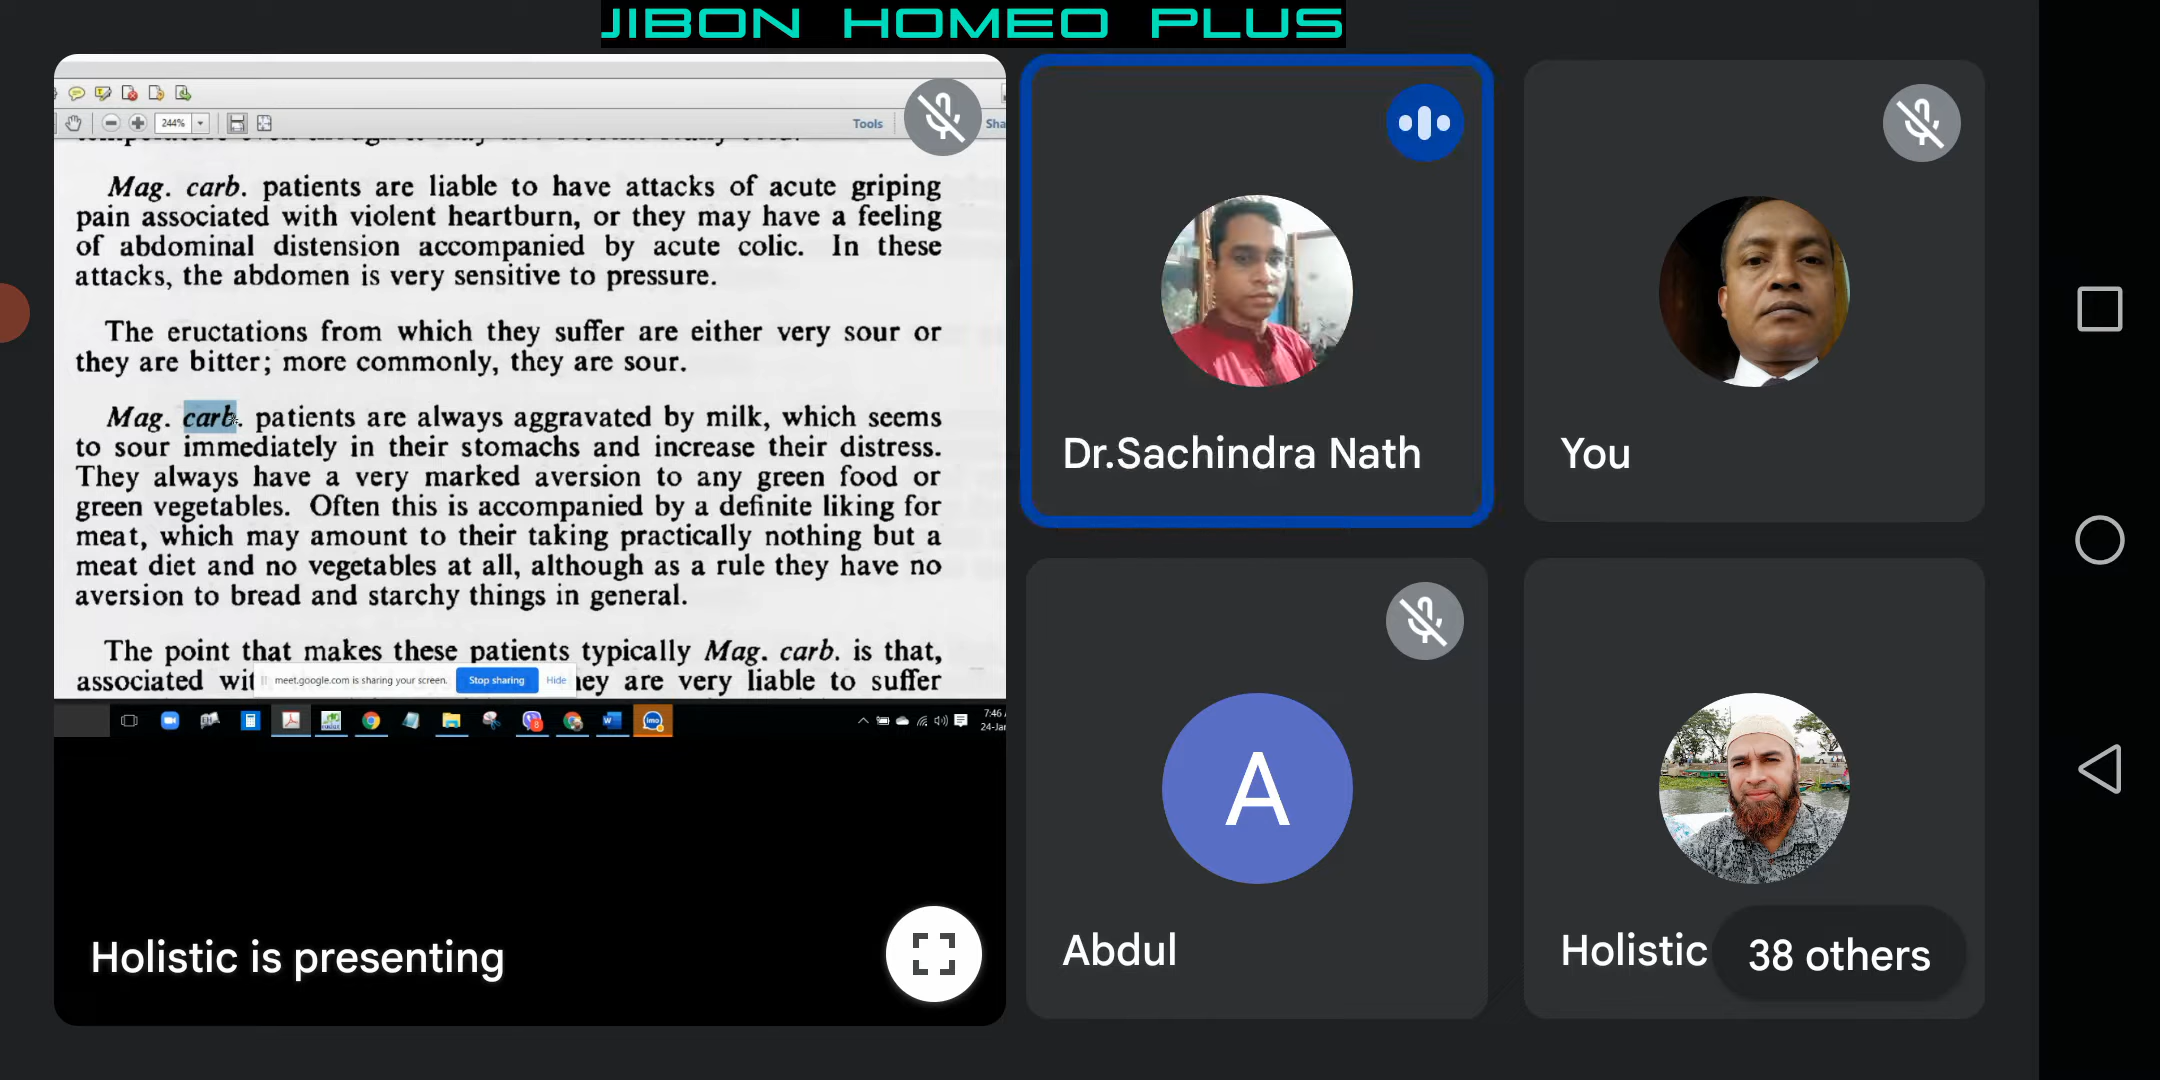 JIBON HOMEO PLUS
244%
Tools
Sha
Mag. carb. patients are liable to have attacks of acute griping
pain associated with violent heartburn, or they may have a feeling
of abdominal distension accompanied by acute colic. In these
attacks, the abdomen is very sensitive to pressure.
The eructations from which they suffer are either very sour or
they are bitter; more commonly, they are sour.
Mag. carb. patients are always aggravated by milk, which seems
to sour immediately in their stomachs and increase their distress.
They always have a very marked aversion to any green food or
green vegetables. Often this is accompanied by a definite liking for
meat, which may amount to their taking practically nothing but a
meat diet and no vegetables at all, although as a rule they have no
aversion to bread and starchy things in general.
The point that makes these patients typically Mag. carb. is that,
associated wit
hey are very liable to suffer
meet.google.com is sharing your screen.
Stop sharing
Hide
imo
7:46
24-Jan
Holistic is presenting
Dr.Sachindra Nath
You
A
Abdul
Holistic
38 others